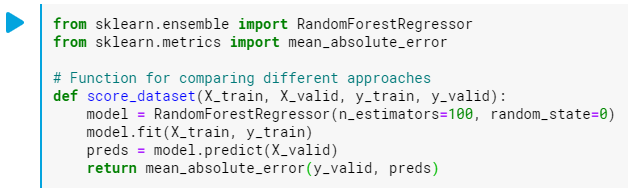 from sklearn.ensemble import RandomForestRegressor
from sklearn.metrics import mean_absolute_error

# Function for comparing different approaches
def score_dataset(X_train, X_valid, y_train, y_valid):
    model = RandomForestRegressor(n_estimators=100, random_state=0)
    model.fit(X_train, y_train)
    preds = model.predict(X_valid)
    return mean_absolute_error(y_valid, preds)